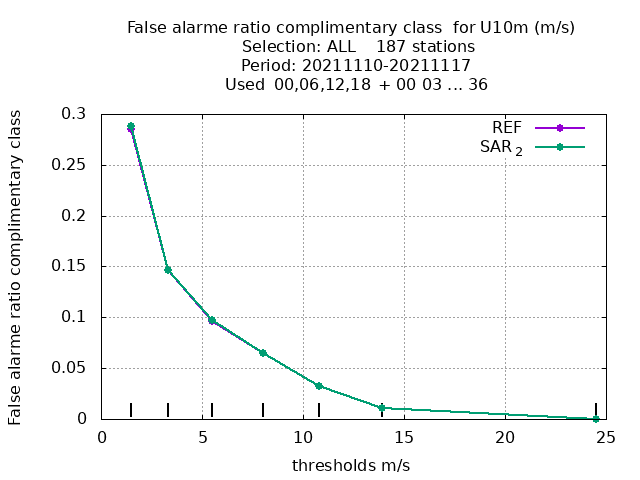 False alarme ratio complimentary class  for U10m (m/s)
Selection: ALL    187 stations
Period: 20211110-20211117
Used  00,06,12,18  + 00 03 ... 36
False alarme ratio complimentary class
REF
SAR 2
0.3
0.25
0.2
0.15
0.1
0.05
0
0 5 10 15 20 25
thresholds m/s